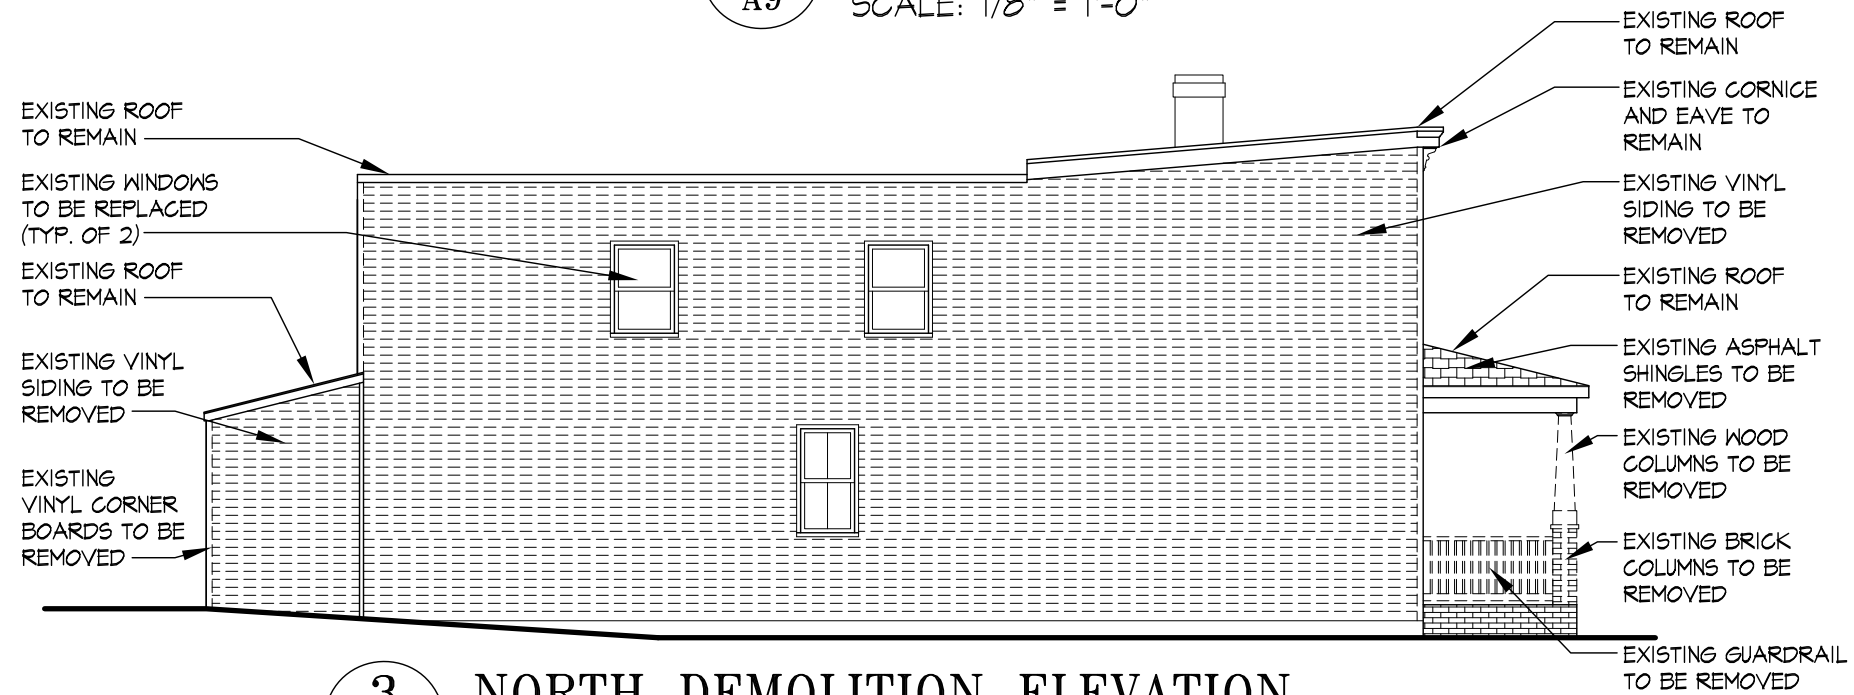 A9
SCALE: 1/8" = 1'-0"
EXISTING ROOF
TO REMAIN
EXISTING WINDOWS
TO BE REPLACED
(TYP. OF 2)
EXISTING ROOF
TO REMAIN
EXISTING VINYL
SIDING TO BE
REMOVED
EXISTING
VINYL CORNER
BOARDS TO BE
REMOVED
EXISTING ROOF
TO REMAIN
EXISTING CORNICE
AND EAVE TO
REMAIN
EXISTING VINYL
SIDING TO BE
REMOVED
EXISTING ROOF
TO REMAIN
EXISTING ASPHALT
SHINGLES TO BE
REMOVED
EXISTING WOOD
COLUMNS TO BE
REMOVED
EXISTING BRICK
COLUMNS TO BE
REMOVED
EXISTING GUARDRAIL
TO BE REMOVED
3
NORTH DEMOLITION ELEVATION